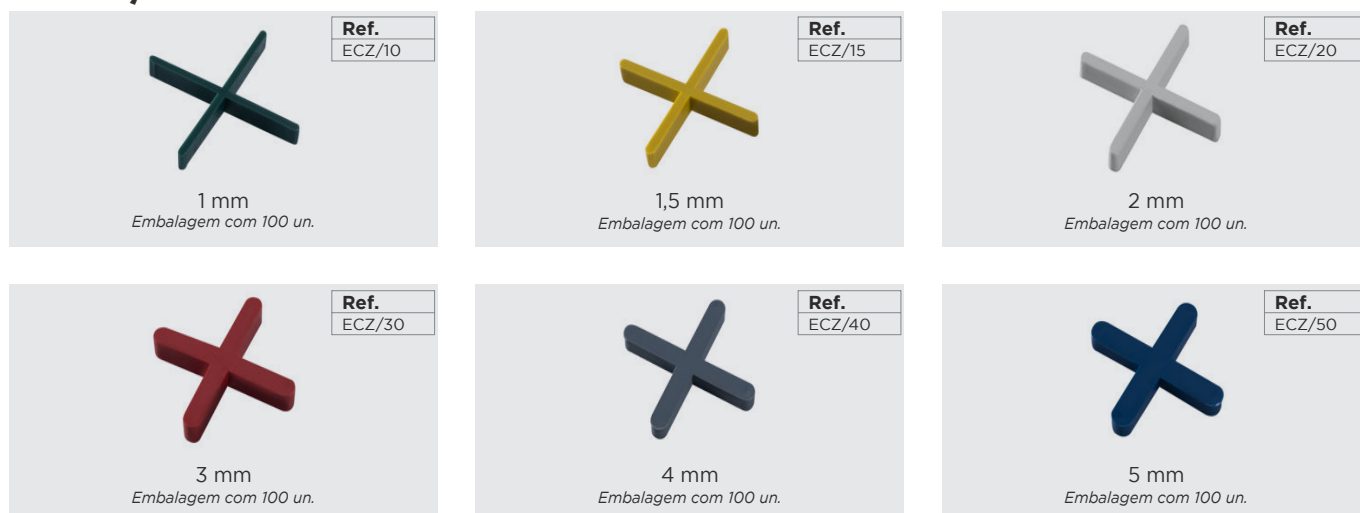 Ref.
ECZ/10
1 mm
Embalagem com 100 un.
Ref.
ECZ/15
1,5 mm
Embalagem com 100 un.
Ref.
ECZ/20
2 mm
Embalagem com 100 un.
Ref.
ECZ/30
3 mm
Embalagem com 100 un.
Ref.
ECZ/40
4 mm
Embalagem com 100 un.
Ref.
ECZ/50
5 mm
Embalagem com 100 un.